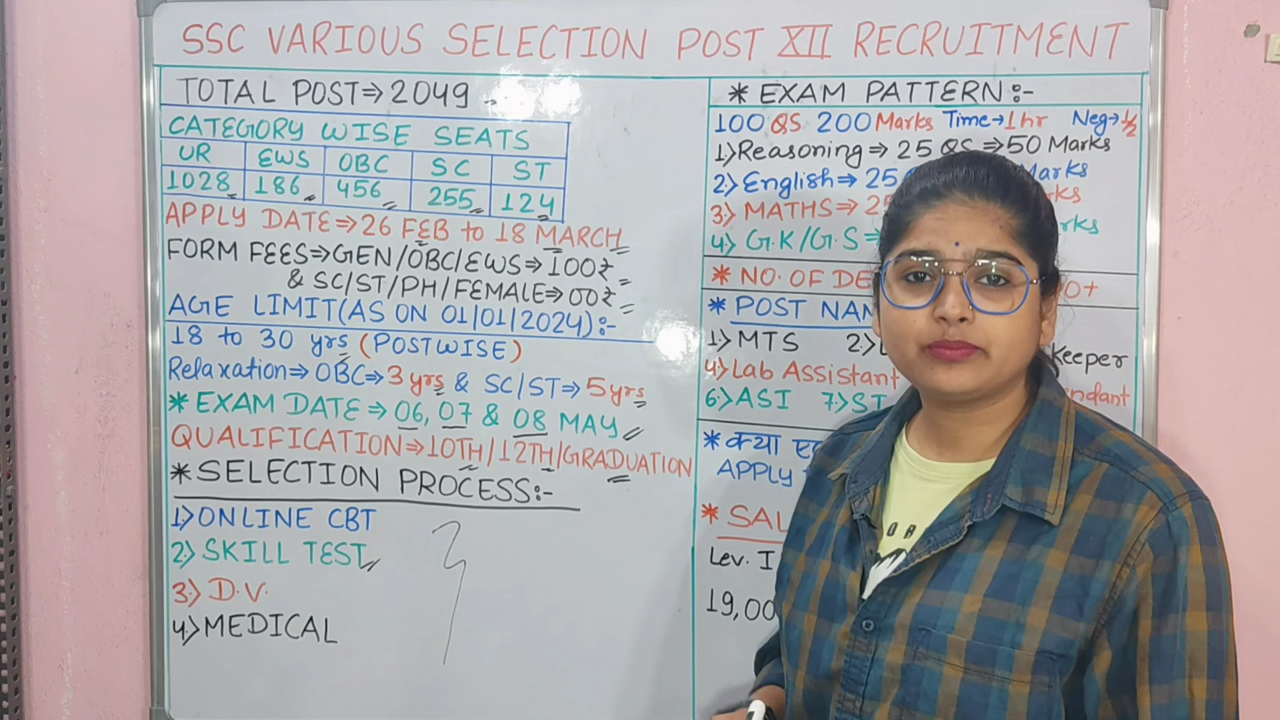 SSC VARIOUS SELECTION POST XII RECRUITMENT
TOTAL POST⇒2049
CATEGORY WISE SEATS
UR EWS OBC SC ST
1028 186 456 255 124
APPLY DATE⇒26 FEB to 18 MARCH
FORM FEES⇒GEN/OBC/EWS⇒100₹
& SC/ST/PH/FEMALE⇒00₹
AGE LIMIT(AS ON 01/01/2024):-
18 to 30 yrs (POSTWISE)
Relaxation⇒OBC⇒3 yrs & SC/ST⇒5yrs
* EXAM DATE⇒06, 07 & 08 MAY
QUALIFICATION⇒10TH/12TH/GRADUATION
*SELECTION PROCESS:-
1.)ONLINE CBT
2.) SKILL TEST
3.) D.V.
4.)MEDICAL
* EXAM PATTERN:-
100 QS 200 Marks Time→1hr Neg→1/2
1.)Reasoning⇒25 QS⇒50 Marks
2.) English⇒25 Marks
3.) MATHS⇒2 ks
4.) G.K/G.S⇒ rks
* NO. OF DE 0+
* POST NAM
1.)MTS 2.) Keeper
4.)Lab Assistant
6.)ASI 7.)ST ndant
*क्या ए
APPLY
* SAL
Lev. I
19,00